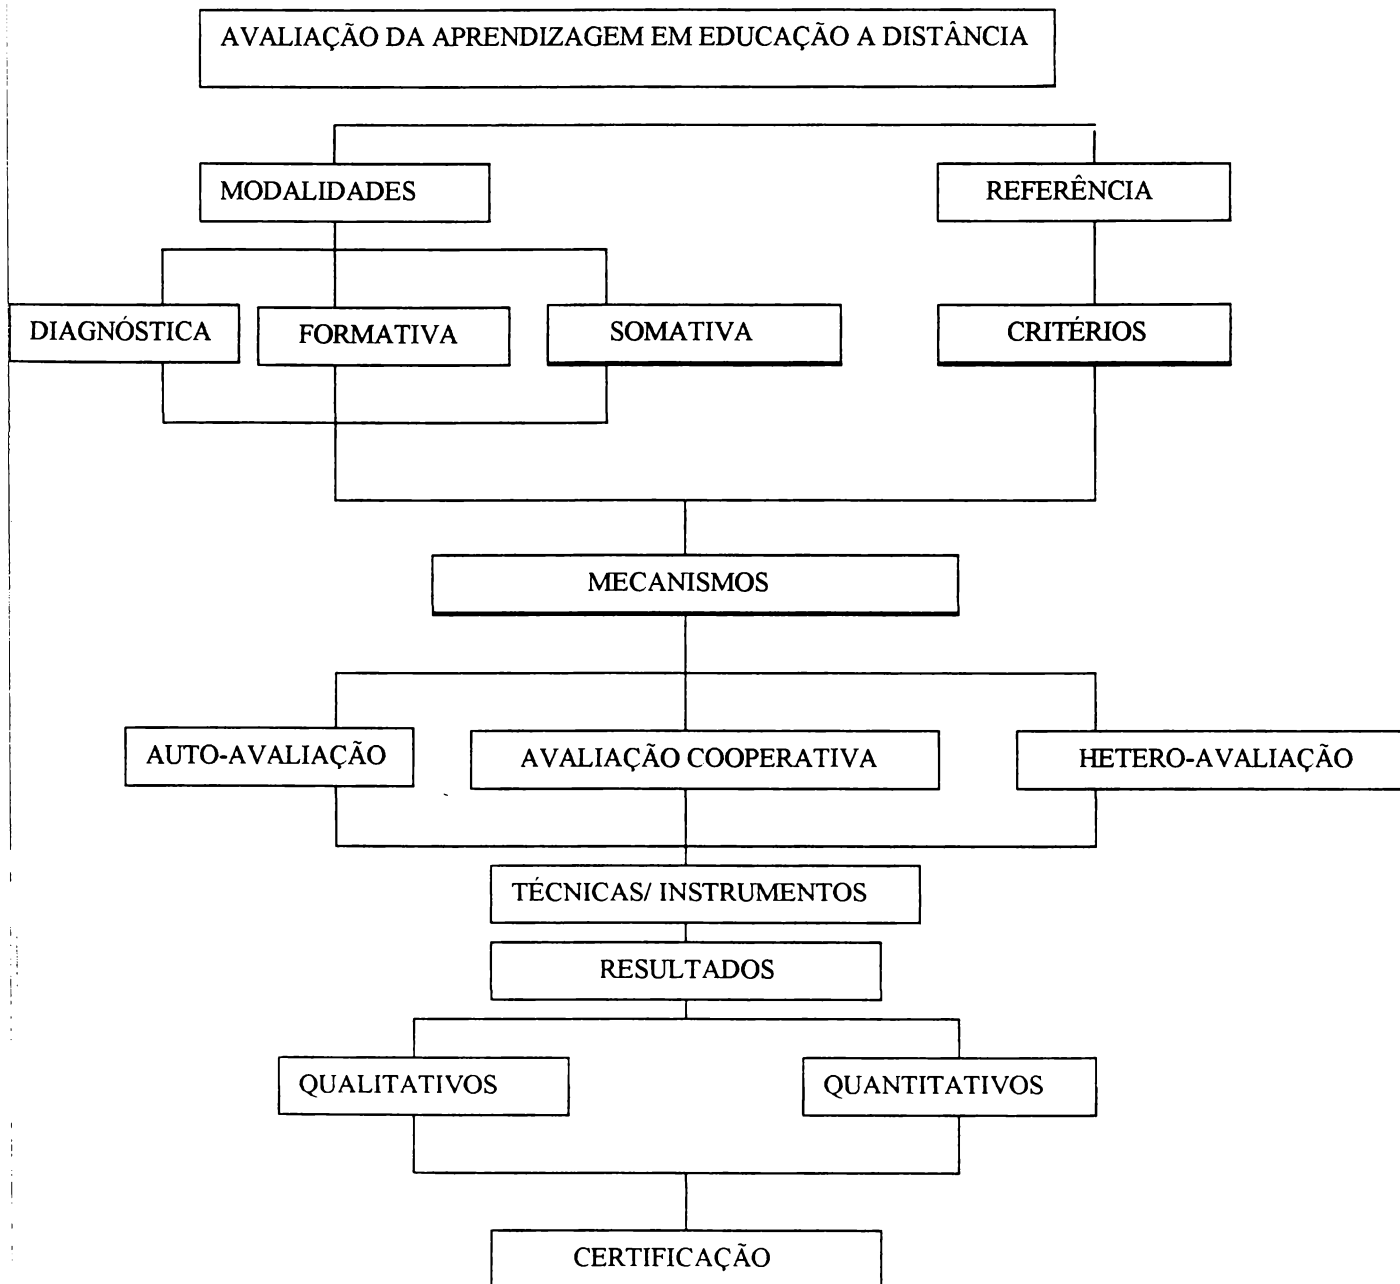 AVALIAÇÃO DA APRENDIZAGEM EM EDUCAÇÃO A DISTÂNCIA
MODALIDADES
REFERÊNCIA
DIAGNÓSTICA
FORMATIVA
SOMATIVA
CRITÉRIOS
MECANISMOS
AUTO-AVALIAÇÃO
AVALIAÇÃO COOPERATIVA
HETERO-AVALIAÇÃO
TÉCNICAS/ INSTRUMENTOS
RESULTADOS
QUALITATIVOS
QUANTITATIVOS
CERTIFICAÇÃO